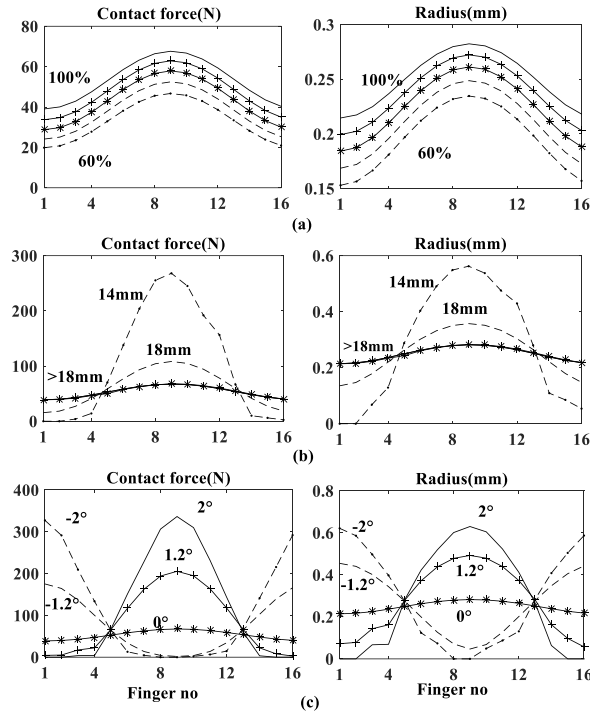 Contact force(N)
Radius(mm)
80
60
40
20
0
100%
60%
1 4 8 12 16
0.3
0.25
0.2
0.15
100%
60%
1 4 8 12 16
(a)
Contact force(N)
Radius(mm)
300
200
100
0
14mm
18mm
>18mm
1 4 8 12 16
0.6
0.4
0.2
0
14mm
18mm
>18mm
1 4 8 12 16
(b)
Contact force(N)
Radius(mm)
400
300
200
100
0
-2°
2°
1.2°
-1.2°
0°
1 4 8 12 16
Finger no
0.8
0.6
0.4
0.2
0
-2°
2°
-1.2°
1.2°
0°
1 4 8 12 16
Finger no
(c)